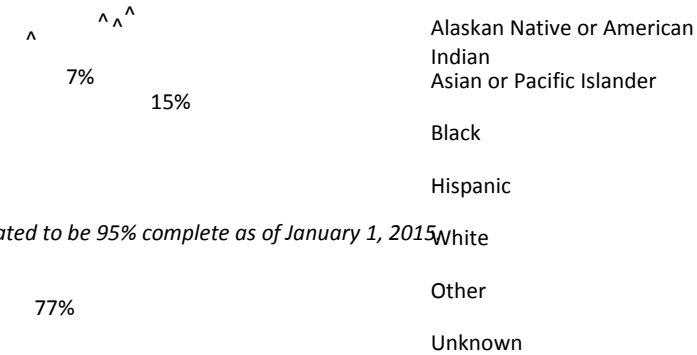 ^ ^ ^ ^
7%
15%
ated to be 95% complete as of January 1, 2015
77%
Alaskan Native or American
Indian
Asian or Pacific Islander
Black
Hispanic
White
Other
Unknown